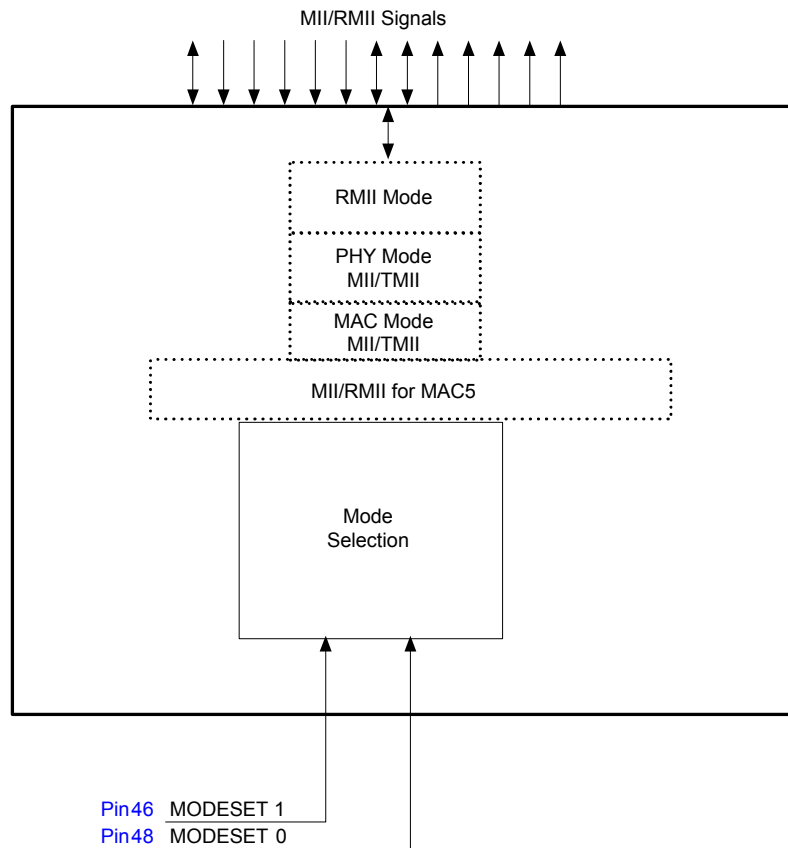 MII/RMII Signals
RMII Mode
PHY Mode
MII/TMII
MAC Mode
MII/TMII
MII/RMII for MAC5
Mode
Selection
Pin46 MODESET 1
Pin48 MODESET 0